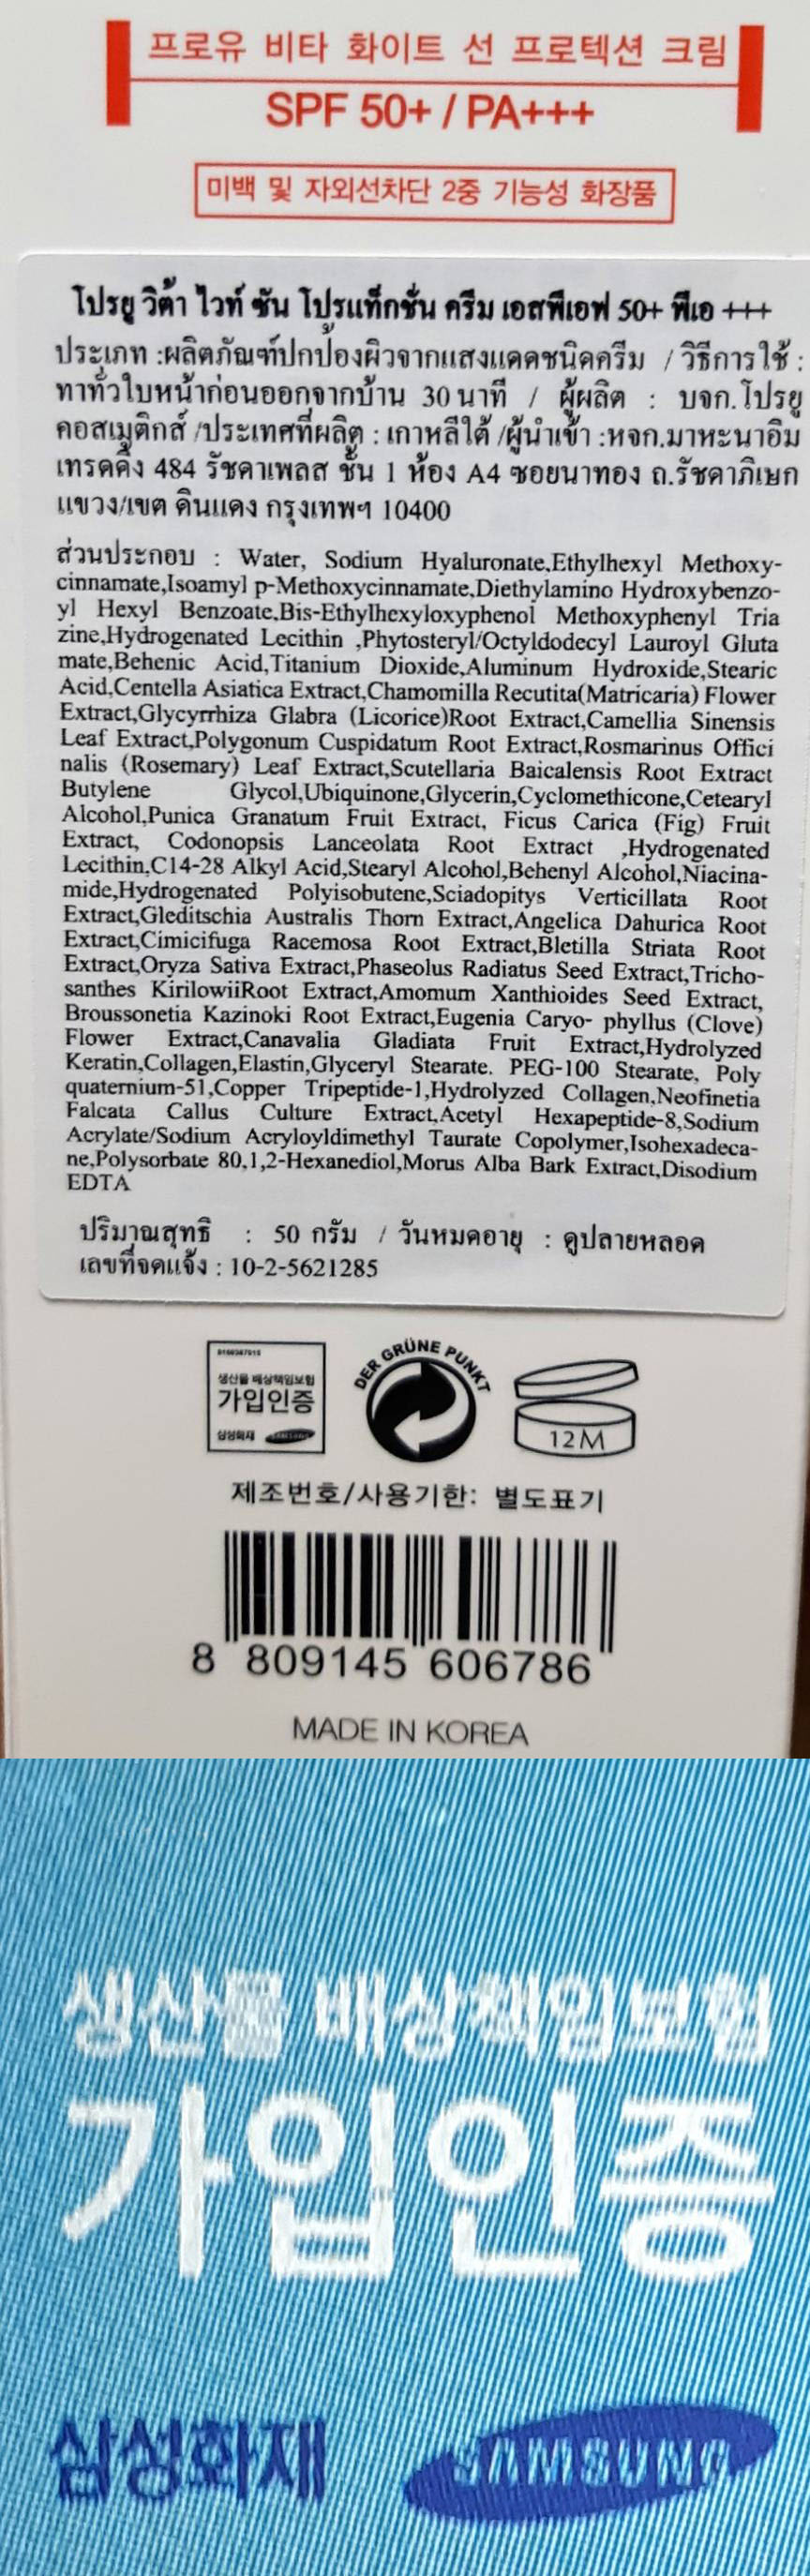 프로유 비타 화이트 선 프로텍션 크림
SPF 50+ / PA+++
미백 및 자외선차단 2중 기능성 화장품
โปรยู วิต้า ไวท์ ซัน โปรแท็กชั่น ครีม เอสพีเอฟ 50+ พีเอ +++
ประเภท :ผลิตภัณฑ์ปกป้องผิวจากแสงแดดชนิดครีม / วิธีการใช้ :
ทาทั่วใบหน้าก่อนออกจากบ้าน 30 นาที / ผู้ผลิต : บจก.โปรยู
คอสเมติกส์ /ประเทศที่ผลิต : เกาหลีใต้ /ผู้นำเข้า :หจก.มาหะนาอิม
เทรดดิ้ง 484 รัชดาเพลส ชั้น 1 ห้อง A4 ซอยนาทอง ถ.รัชดาภิเษก
แขวง/เขต ดินแดง กรุงเทพฯ 10400
ส่วนประกอบ : Water, Sodium Hyaluronate,Ethylhexyl Methoxy-
cinnamate,Isoamyl p-Methoxycinnamate,Diethylamino Hydroxybenzo-
yl Hexyl Benzoate,Bis-Ethylhexyloxyphenol Methoxyphenyl Tria
zine,Hydrogenated Lecithin ,Phytosteryl/Octyldodecyl Lauroyl Gluta
mate,Behenic Acid,Titanium Dioxide,Aluminum Hydroxide,Stearic
Acid,Centella Asiatica Extract,Chamomilla Recutita(Matricaria) Flower
Extract,Glycyrrhiza Glabra (Licorice)Root Extract,Camellia Sinensis
Leaf Extract,Polygonum Cuspidatum Root Extract,Rosmarinus Offici
nalis (Rosemary) Leaf Extract,Scutellaria Baicalensis Root Extract
Butylene Glycol,Ubiquinone,Glycerin,Cyclomethicone,Cetearyl
Alcohol,Punica Granatum Fruit Extract, Ficus Carica (Fig) Fruit
Extract, Codonopsis Lanceolata Root Extract ,Hydrogenated
Lecithin,C14-28 Alkyl Acid,Stearyl Alcohol,Behenyl Alcohol,Niacina-
mide,Hydrogenated Polyisobutene,Sciadopitys Verticillata Root
Extract,Gleditschia Australis Thorn Extract,Angelica Dahurica Root
Extract,Cimicifuga Racemosa Root Extract,Bletilla Striata Root
Extract,Oryza Sativa Extract,Phaseolus Radiatus Seed Extract,Tricho-
santhes KirilowiiRoot Extract,Amomum Xanthioides Seed Extract,
Broussonetia Kazinoki Root Extract,Eugenia Caryo- phyllus (Clove)
Flower Extract,Canavalia Gladiata Fruit Extract,Hydrolyzed
Keratin,Collagen,Elastin,Glyceryl Stearate. PEG-100 Stearate, Poly
quaternium-51,Copper Tripeptide-1,Hydrolyzed Collagen,Neofinetia
Falcata Callus Culture Extract,Acetyl Hexapeptide-8,Sodium
Acrylate/Sodium Acryloyldimethyl Taurate Copolymer,Isohexadeca-
ne,Polysorbate 80,1,2-Hexanediol,Morus Alba Bark Extract,Disodium
EDTA
ปริมาณสุทธิ : 50 กรัม / วันหมดอายุ : ดูปลายหลอด
เลขที่จดแจ้ง : 10-2-5621285
생산물 배상책임보험
가입인증
삼성화재 SAMSUNG
DER GRÜNE PUNKT
12M
제조번호/사용기한: 별도표기
8 809145 606786
MADE IN KOREA
생산물 배상책임보험
가입인증
삼성화재 SAMSUNG